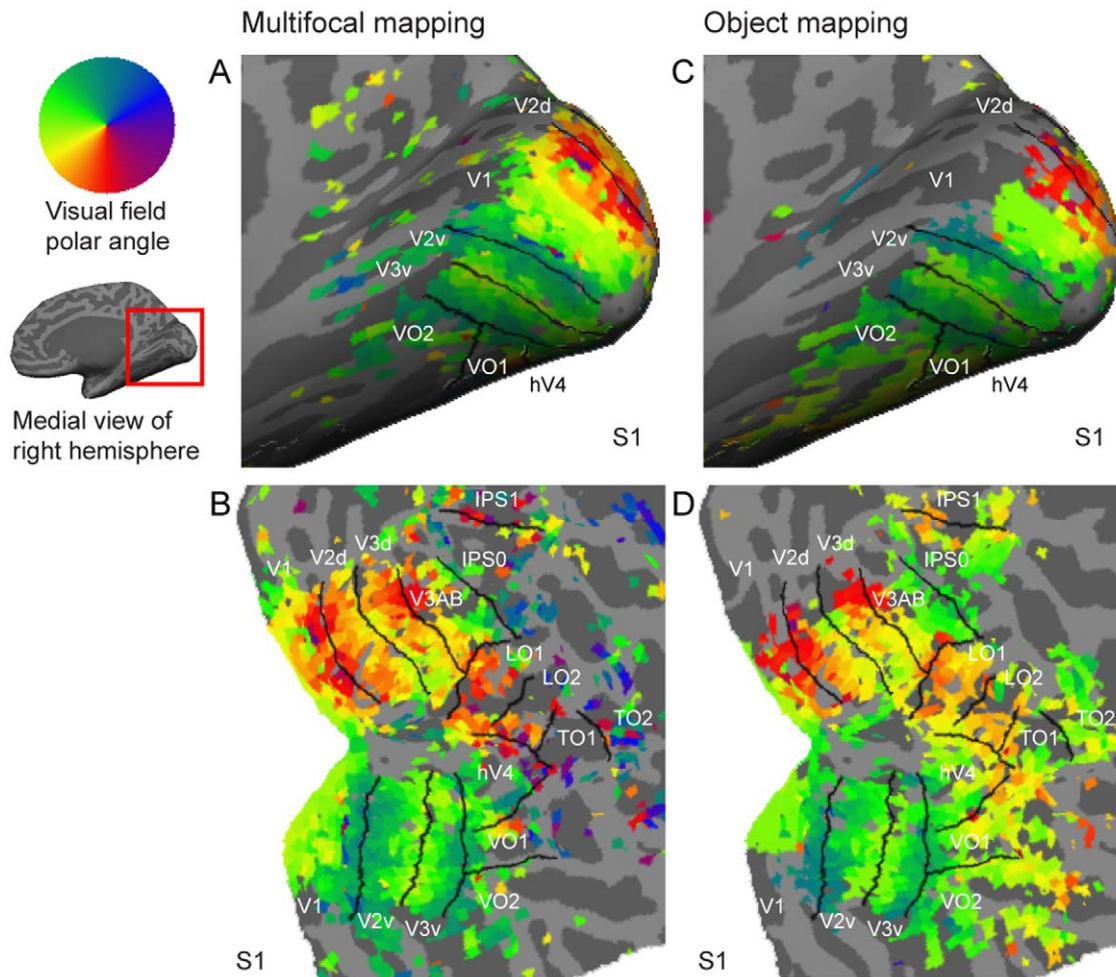 Multifocal mapping
Object mapping
Visual field
polar angle
Medial view of
right hemisphere
A
V2d
V1
V2v
V3v
VO2
VO1
hV4
S1
C
V2d
V1
V2v
V3v
VO2
VO1
hV4
S1
B
IPS1
V3d
V2d
IPS0
V1
V3AB
LO1
LO2
TO2
TO1
hV4
VO1
VO2
V1
V2v
V3v
S1
D
IPS1
V3d
V2d
IPS0
V1
V3AB
LO1
LO2
TO2
TO1
hV4
VO1
VO2
V1
V2v
V3v
S1